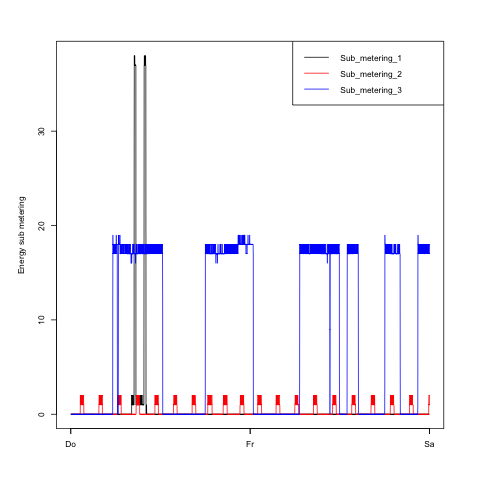 Sub_metering_1
Sub_metering_2
Sub_metering_3
Energy sub metering
30
20
10
0
Do Fr Sa